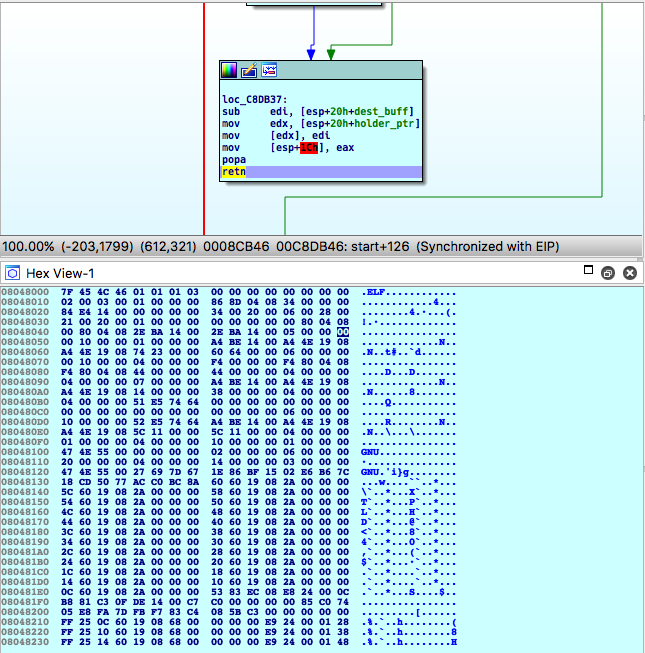 loc_C8DB37:
sub edi, [esp+20h+dest_buff]
mov edx, [esp+20h+holder_ptr]
mov [edx], edi
mov [esp+1Ch], eax
popa
retn
100.00% (-203,1799) (612,321) 0008CB46 00C8DB46: start+126 (Synchronized with EIP)
Hex View-1
08048000 7F 45 4C 46 01 01 01 03 00 00 00 00 00 00 00 00 .ELF............
08048010 02 00 03 00 01 00 00 00 86 8D 04 08 34 00 00 00 ............4...
08048020 84 E4 14 00 00 00 00 00 34 00 20 00 06 00 28 00 ........4. ...(.
08048030 21 00 20 00 01 00 00 00 00 00 00 00 00 80 04 08 !. .............
08048040 00 80 04 08 2E BA 14 00 2E BA 14 00 05 00 00 00 ................
08048050 00 10 00 00 01 00 00 00 A4 BE 14 00 A4 4E 19 08 .............N..
08048060 A4 4E 19 08 74 23 00 00 60 64 00 00 06 00 00 00 .N..t#..`d......
08048070 00 10 00 00 04 00 00 00 F4 00 00 00 F4 80 04 08 ................
08048080 F4 80 04 08 44 00 00 00 44 00 00 00 04 00 00 00 ....D...D.......
08048090 04 00 00 00 07 00 00 00 A4 BE 14 00 A4 4E 19 08 .............N..
080480A0 A4 4E 19 08 14 00 00 00 38 00 00 00 04 00 00 00 .N......8.......
080480B0 04 00 00 00 51 E5 74 64 00 00 00 00 00 00 00 00 ....Q...........
080480C0 00 00 00 00 00 00 00 00 00 00 00 00 06 00 00 00 ................
080480D0 10 00 00 00 52 E5 74 64 A4 BE 14 00 A4 4E 19 08 ....R........N..
080480E0 A4 4E 19 08 5C 11 00 00 5C 11 00 00 04 00 00 00 .N..\...\.......
080480F0 01 00 00 00 04 00 00 00 10 00 00 00 01 00 00 00 ................
08048100 47 4E 55 00 00 00 00 00 02 00 00 00 06 00 00 00 GNU.............
08048110 20 00 00 00 04 00 00 00 14 00 00 00 03 00 00 00 ................
08048120 47 4E 55 00 27 69 7D 67 1E 86 BF 15 02 E6 B6 7C GNU.'i}g........
08048130 18 CD 50 77 AC C0 BC 8A 60 60 19 08 2A 00 00 00 ...w....``..*...
08048140 5C 60 19 08 2A 00 00 00 58 60 19 08 2A 00 00 00 \`..*...X`..*...
08048150 54 60 19 08 2A 00 00 00 50 60 19 08 2A 00 00 00 T`..*...P`..*...
08048160 4C 60 19 08 2A 00 00 00 48 60 19 08 2A 00 00 00 L`..*...H`..*...
08048170 44 60 19 08 2A 00 00 00 40 60 19 08 2A 00 00 00 D`..*...@`..*...
08048180 3C 60 19 08 2A 00 00 00 38 60 19 08 2A 00 00 00 <`..*...8`..*...
08048190 34 60 19 08 2A 00 00 00 30 60 19 08 2A 00 00 00 4`..*...0`..*...
080481A0 2C 60 19 08 2A 00 00 00 28 60 19 08 2A 00 00 00 ,`..*...(`..*...
080481B0 24 60 19 08 2A 00 00 00 20 60 19 08 2A 00 00 00 $`..*... `..*...
080481C0 1C 60 19 08 2A 00 00 00 18 60 19 08 2A 00 00 00 .`..*....`..*...
080481D0 14 60 19 08 2A 00 00 00 10 60 19 08 2A 00 00 00 .`..*....`..*...
080481E0 0C 60 19 08 2A 00 00 00 53 83 EC 08 E8 24 00 0C .`..*...S....$..
080481F0 B8 81 C3 0F DE 14 00 C7 C0 00 00 00 00 85 C0 74 ................
08048200 05 E8 FA 7D FB F7 83 C4 08 5B C3 00 00 00 00 00 .........[......
08048210 FF 25 0C 60 19 08 68 00 00 00 00 E9 24 00 01 28 .%.`..h........(
08048220 FF 25 10 60 19 08 68 00 00 00 00 E9 24 00 01 38 .%.`..h........8
08048230 FF 25 14 60 19 08 68 00 00 00 00 E9 24 00 01 48 .%.`..h........H